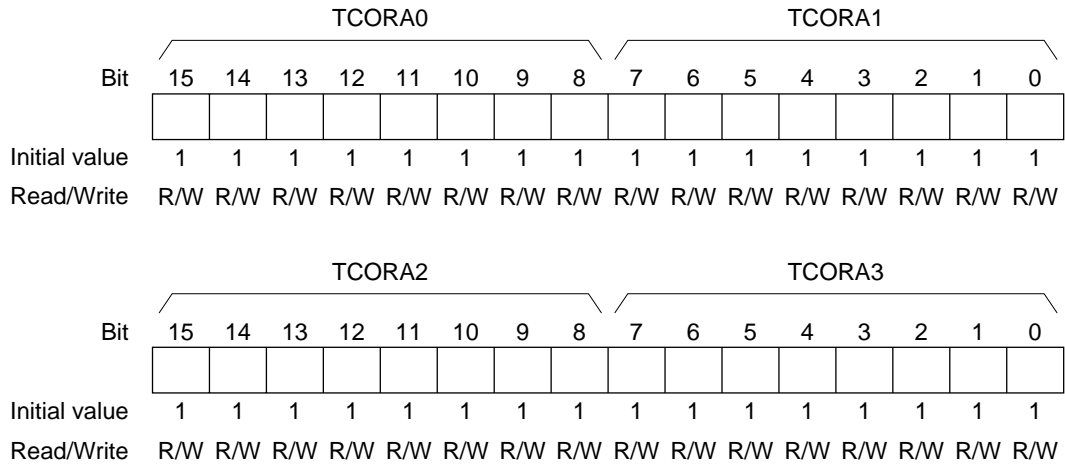 TCORA0 TCORA1
Bit 15 14 13 12 11 10 9 8 7 6 5 4 3 2 1 0
Initial value 1 1 1 1 1 1 1 1 1 1 1 1 1 1 1 1
Read/Write R/W R/W R/W R/W R/W R/W R/W R/W R/W R/W R/W R/W R/W R/W R/W R/W
TCORA2 TCORA3
Bit 15 14 13 12 11 10 9 8 7 6 5 4 3 2 1 0
Initial value 1 1 1 1 1 1 1 1 1 1 1 1 1 1 1 1
Read/Write R/W R/W R/W R/W R/W R/W R/W R/W R/W R/W R/W R/W R/W R/W R/W R/W